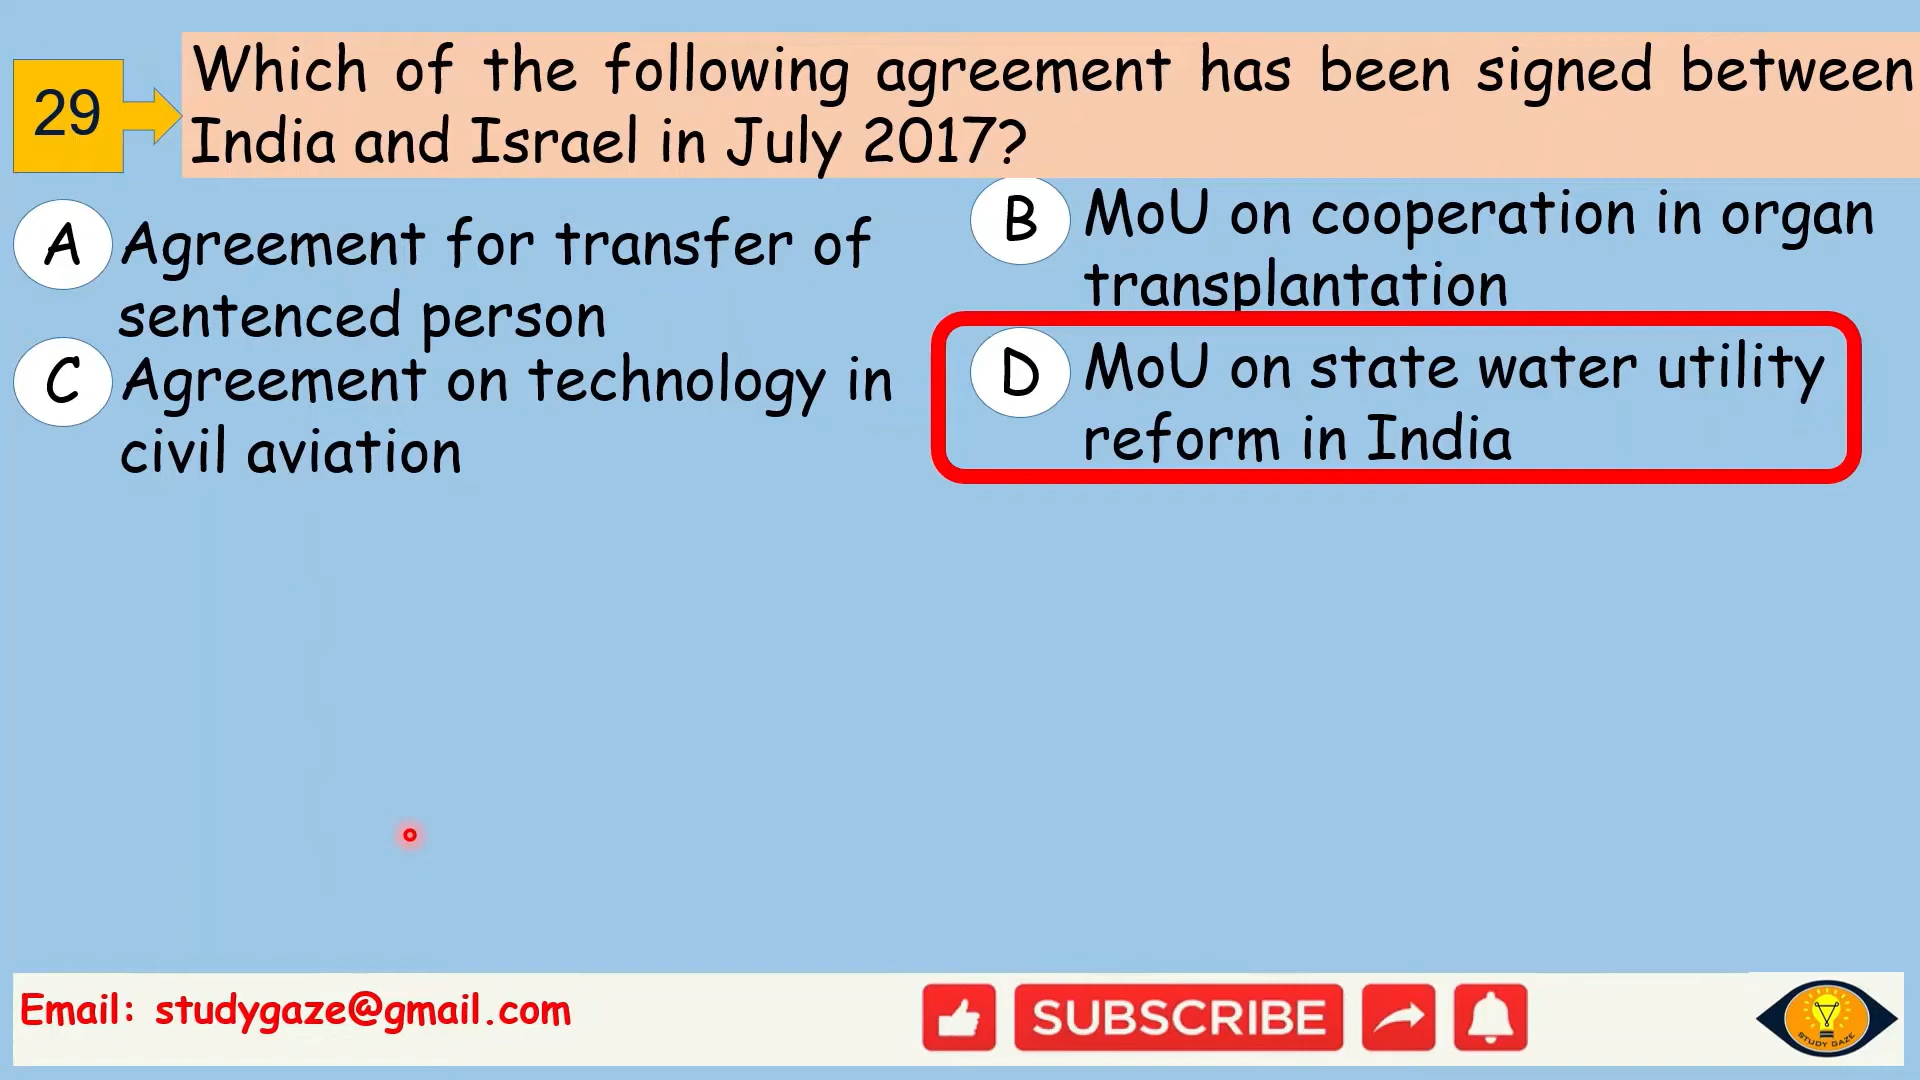 29
Which of the following agreement has been signed between
India and Israel in July 2017?
A
Agreement for transfer of
sentenced person
B
MoU on cooperation in organ
transplantation
C
Agreement on technology in
civil aviation
D
MoU on state water utility
reform in India
Email: studygaze@gmail.com
SUBSCRIBE
STUDY GAZE